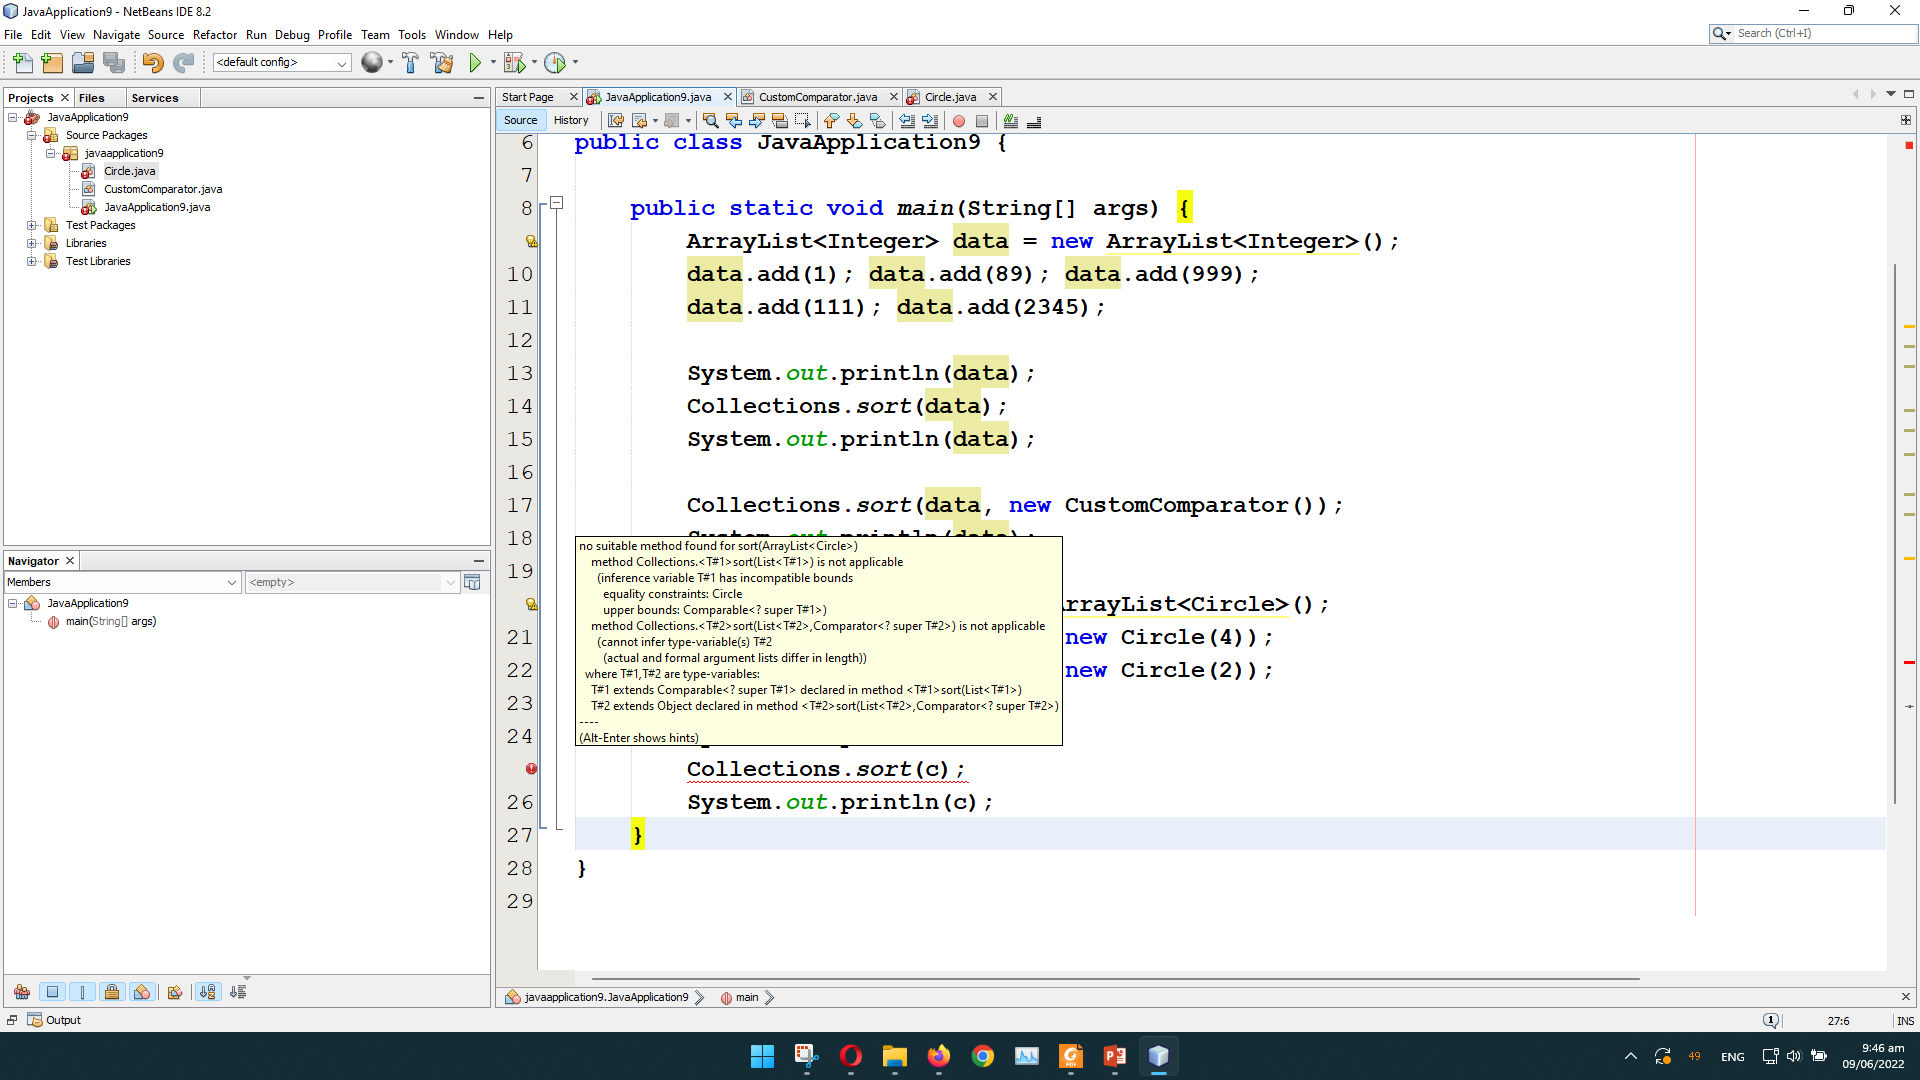 JavaApplication9 - NetBeans IDE 8.2
File Edit View Navigate Source Refactor Run Debug Profile Team Tools Window Help
Search (Ctrl+I)
<default config>
Projects Files Services
JavaApplication9
Source Packages
javaapplication9
Circle.java
CustomComparator.java
JavaApplication9.java
Test Packages
Libraries
Test Libraries
Navigator
Members
<empty>
JavaApplication9
main(String[] args)
Start Page JavaApplication9.java CustomComparator.java Circle.java
Source History
6 public class JavaApplication9 {
7
8 public static void main(String[] args) {
ArrayList<Integer> data = new ArrayList<Integer>();
10 data.add(1); data.add(89); data.add(999);
11 data.add(111); data.add(2345);
12
13 System.out.println(data);
14 Collections.sort(data);
15 System.out.println(data);
16
17 Collections.sort(data, new CustomComparator());
18 System.out.println(data);
19
ArrayList<Circle>();
21 new Circle(4));
22 new Circle(2));
23
24
Collections.sort(c);
26 System.out.println(c);
27 }
28 }
29
no suitable method found for sort(ArrayList<Circle>)
method Collections.<T#1>sort(List<T#1>) is not applicable
(inference variable T#1 has incompatible bounds
equality constraints: Circle
upper bounds: Comparable<? super T#1>)
method Collections.<T#2>sort(List<T#2>,Comparator<? super T#2>) is not applicable
(cannot infer type-variable(s) T#2
(actual and formal argument lists differ in length))
where T#1,T#2 are type-variables:
T#1 extends Comparable<? super T#1> declared in method <T#1>sort(List<T#1>)
T#2 extends Object declared in method <T#2>sort(List<T#2>,Comparator<? super T#2>)
----
(Alt-Enter shows hints)
javaapplication9.JavaApplication9 main
Output
1 27:6 INS
49 ENG 9:46 am
09/06/2022